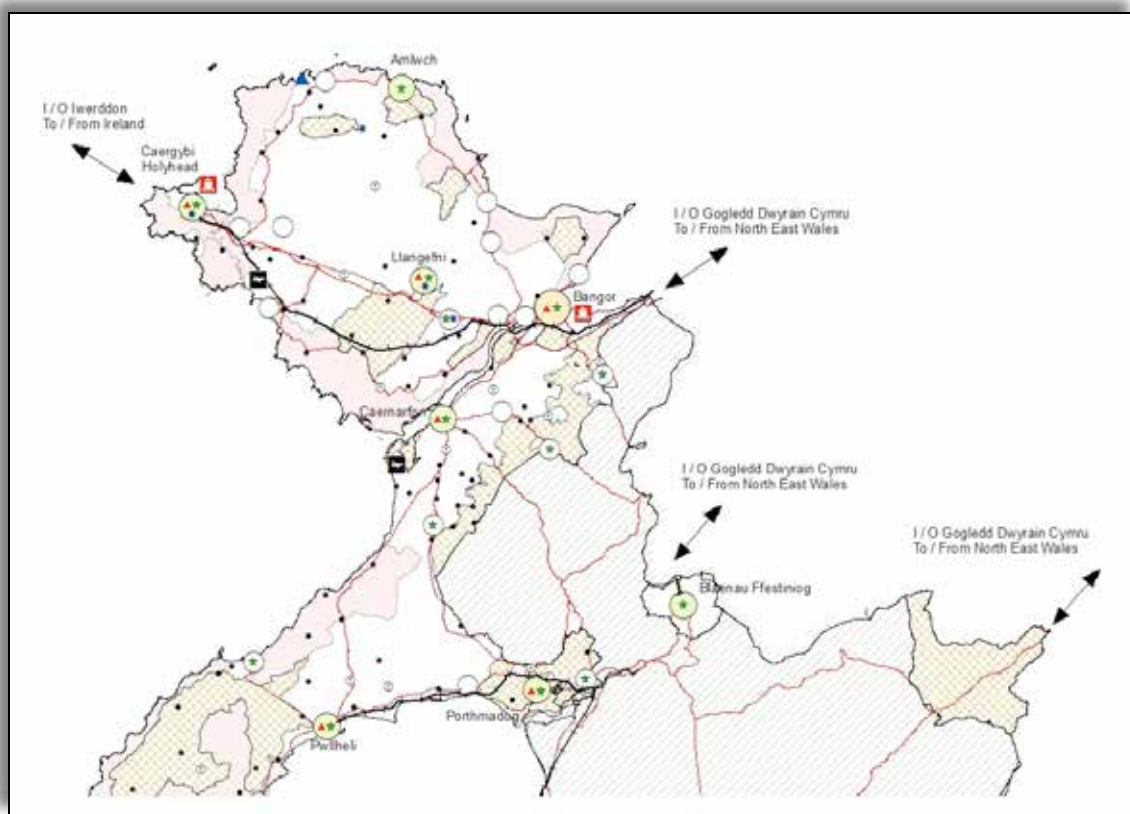 Amlwch
I / O Iwerddon
To / From Ireland
Caergybi
Holyhead
I / O Gogledd Dwyrain Cymru
To / From North East Wales
Llangefni
Bangor
Caernarfon
I / O Gogledd Dwyrain Cymru
To / From North East Wales
I / O Gogledd Dwyrain Cymru
To / From North East Wales
Blaenau Ffestiniog
Porthmadog
Pwllheli